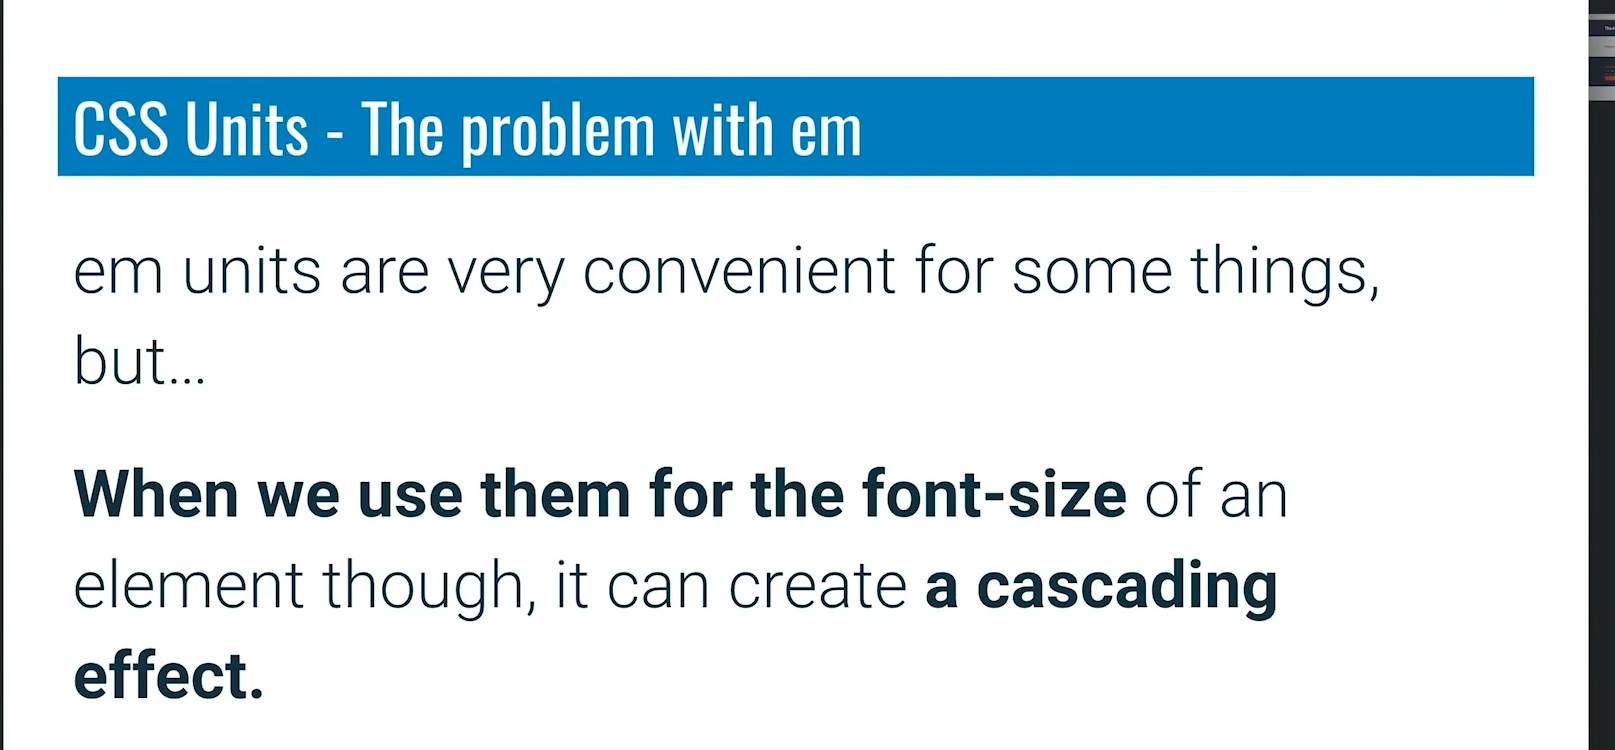 CSS Units - The problem with em
em units are very convenient for some things,
but...
When we use them for the font-size of an
element though, it can create a cascading
effect.